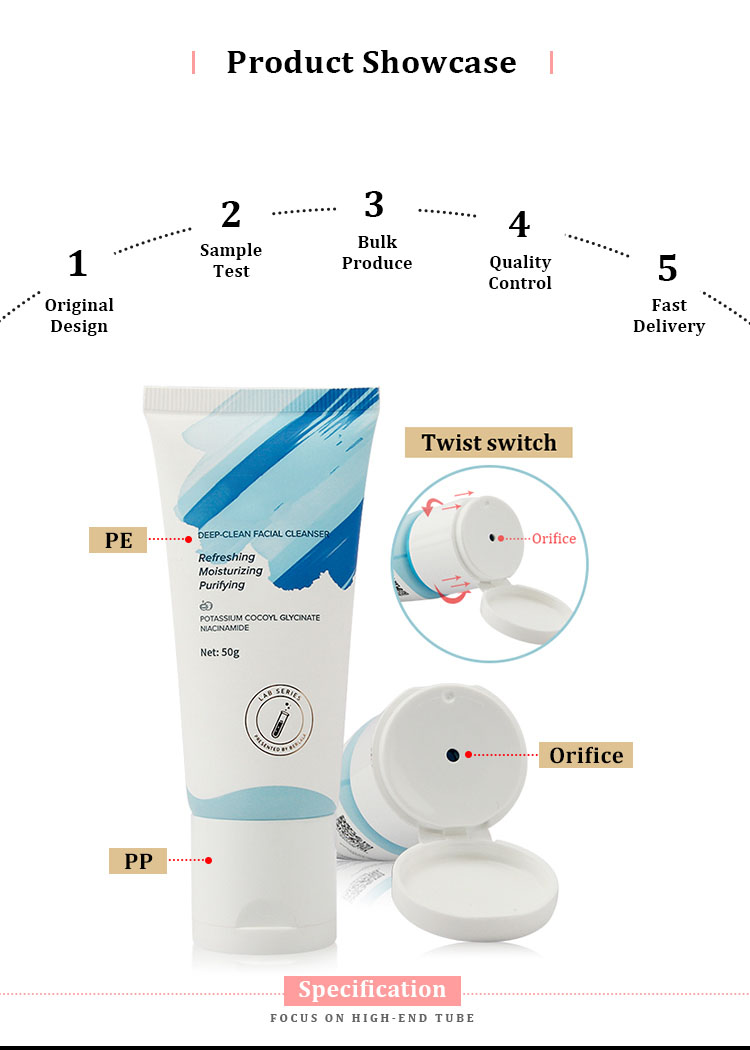 Product Showcase
1
Original
Design
2
Sample
Test
3
Bulk
Produce
4
Quality
Control
5
Fast
Delivery
Twist switch
Orifice
PE
DEEP-CLEAN FACIAL CLEANSER
Refreshing
Moisturizing
Purifying
POTASSIUM COCOYL GLYCINATE
NIACINAMIDE
Net: 50g
LAB SERIES
PRESENTED BY
Orifice
PP
Specification
FOCUS ON HIGH-END TUBE